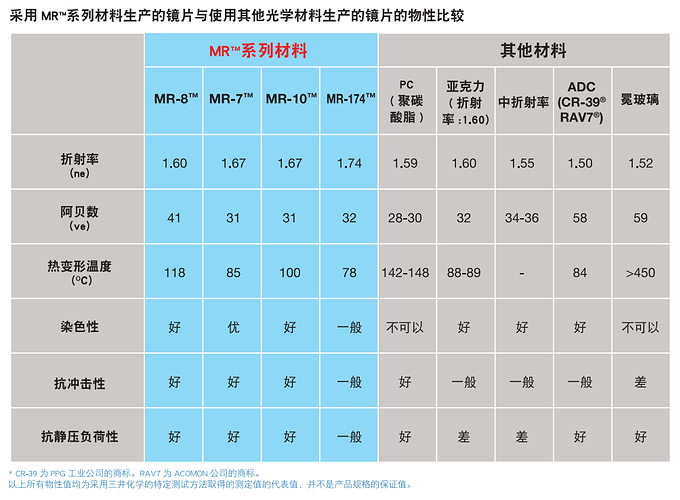 采用 MR™系列材料生产的镜片与使用其他光学材料生产的镜片的物性比较
MR™系列材料 其他材料
MR-8™ MR-7™ MR-10™ MR-174™ PC（聚碳酸脂） 亚克力（折射率:1.60） 中折射率 ADC (CR-39® RAV7®) 冕玻璃
折射率 (ne) 1.60 1.67 1.67 1.74 1.59 1.60 1.55 1.50 1.52
阿贝数 (ve) 41 31 31 32 28-30 32 34-36 58 59
热变形温度 (°C) 118 85 100 78 142-148 88-89 - 84 >450
染色性 好 优 好 一般 不可以 好 好 好 不可以
抗冲击性 好 好 好 一般 好 一般 一般 一般 差
抗静压负荷性 好 好 好 一般 好 差 差 好 好
* CR-39 为 PPG 工业公司的商标。RAV7 为 ACOMON 公司的商标。
以上所有物性值均为采用三井化学的特定测试方法取得的测定值的代表值，并不是产品规格的保证值。